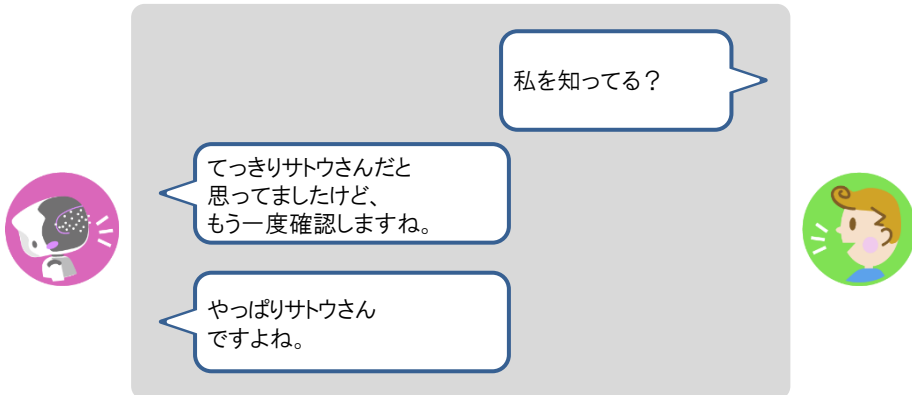 私を知ってる？
てっきりサトウさんだと
思ってましたけど、
もう一度確認しますね。
やっぱりサトウさん
ですよね。